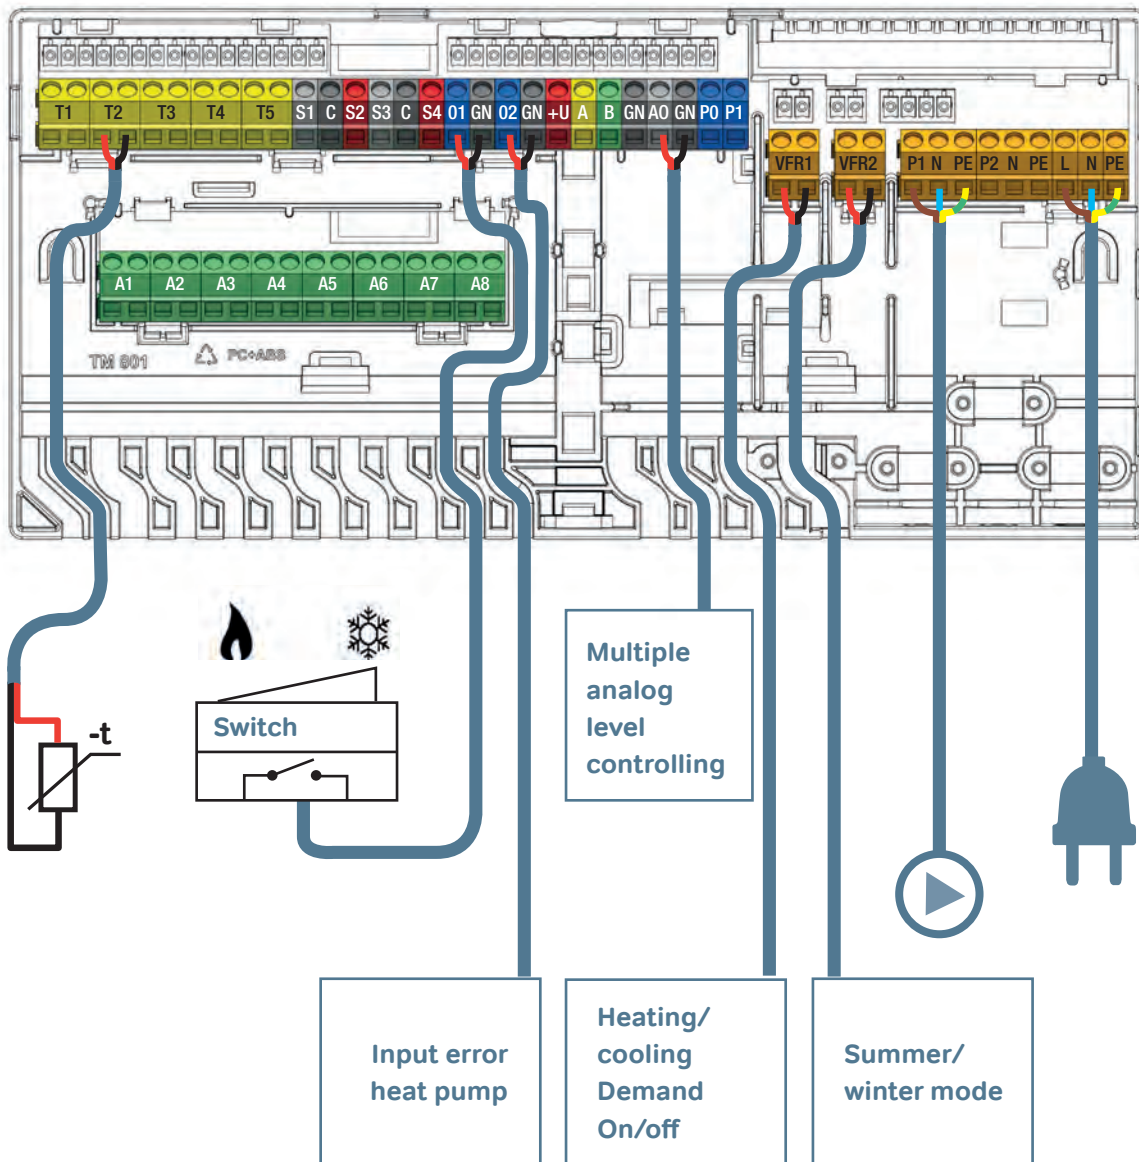 T1 T2 T3 T4 T5 S1 C S2 S3 C S4 01 GN 02 GN +U A B GN AO GN P0 P1
VFR1 VFR2 P1 N PE P2 N PE L N PE
A1 A2 A3 A4 A5 A6 A7 A8
TM 801 PC+ABS
Multiple
analog
level
controlling
Switch
-t
Input error
heat pump
Heating/
cooling
Demand
On/off
Summer/
winter mode